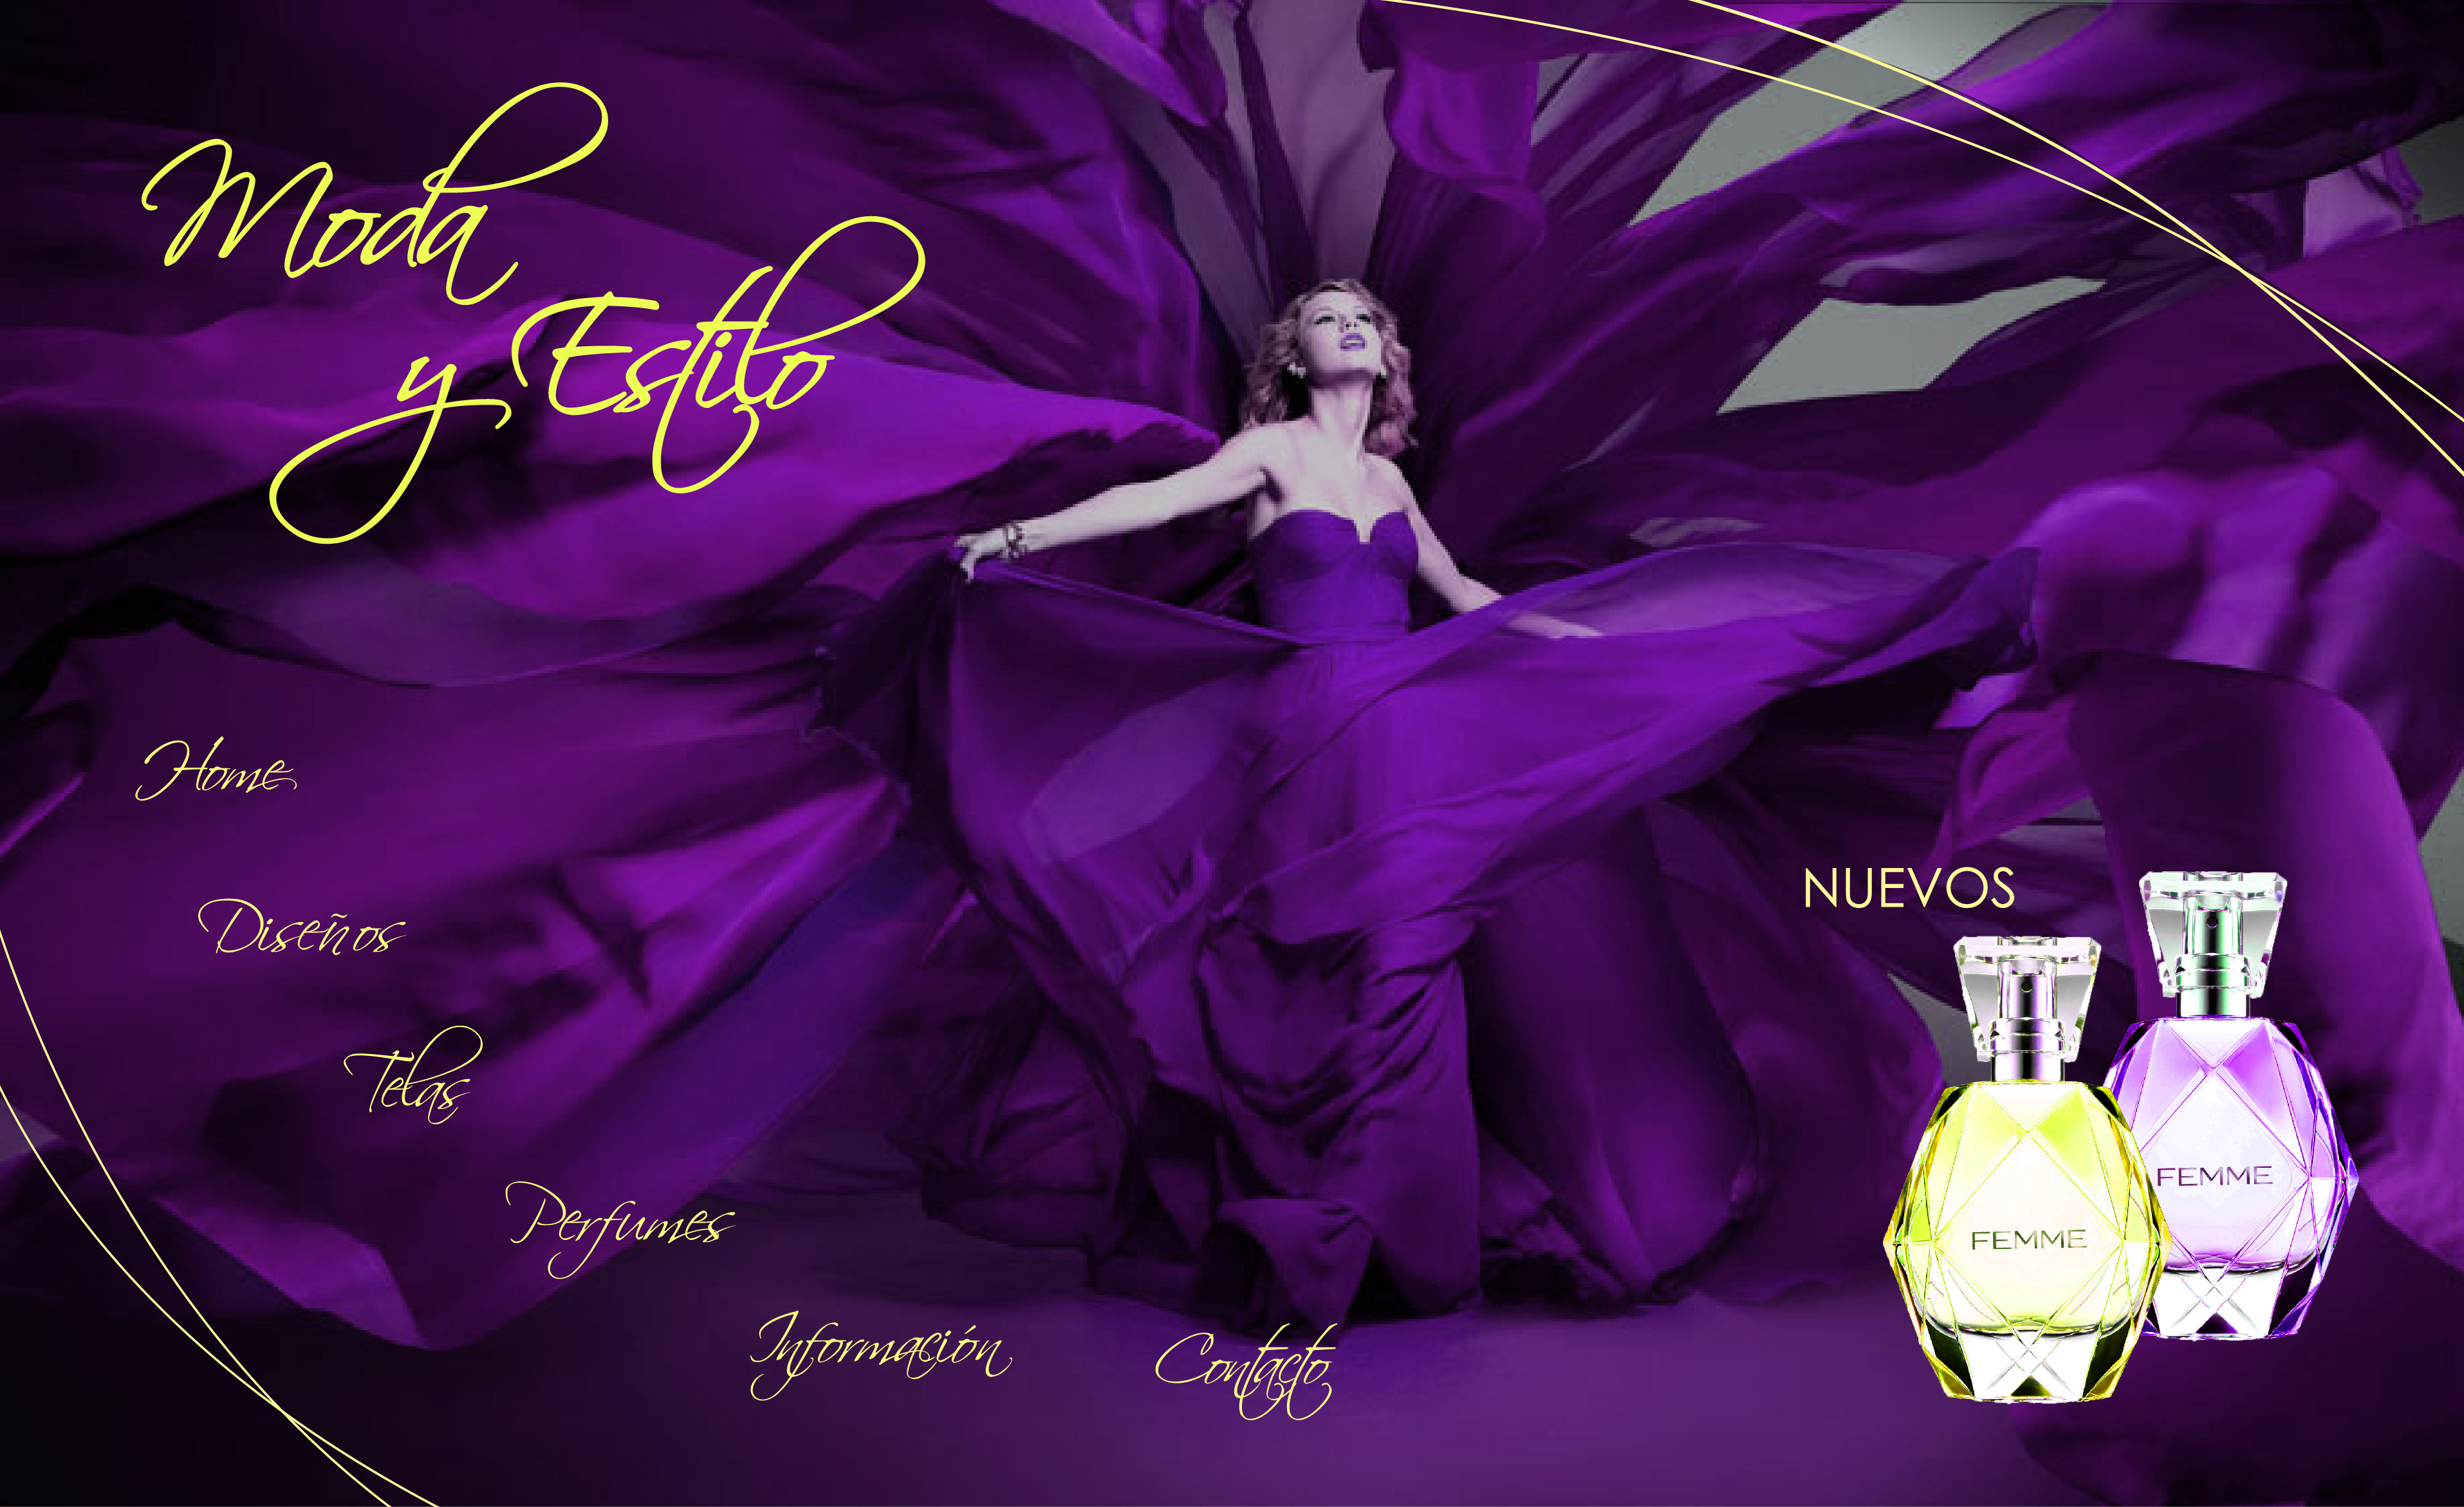 Moda
y Estilo
Home
Diseños
Telas
Perfumes
Información
Contacto
NUEVOS
FEMME
FEMME